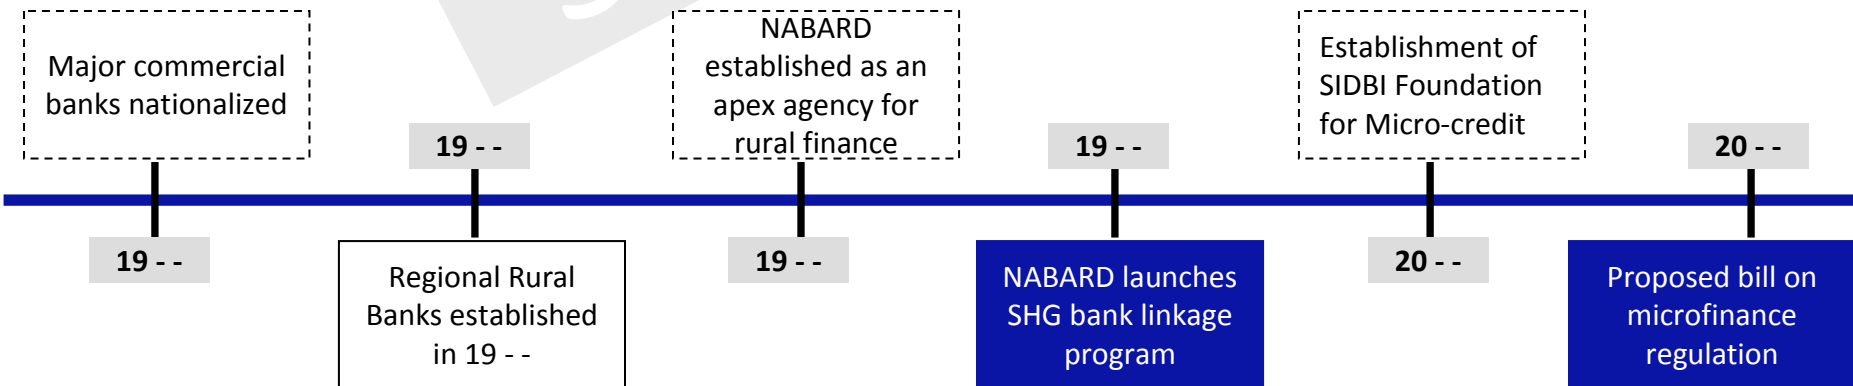 Major commercial
banks nationalized
19 - -
19 - -
Regional Rural
Banks established
in 19 - -
NABARD
established as an
apex agency for
rural finance
19 - -
19 - -
NABARD launches
SHG bank linkage
program
Establishment of
SIDBI Foundation
for Micro-credit
20 - -
20 - -
Proposed bill on
microfinance
regulation